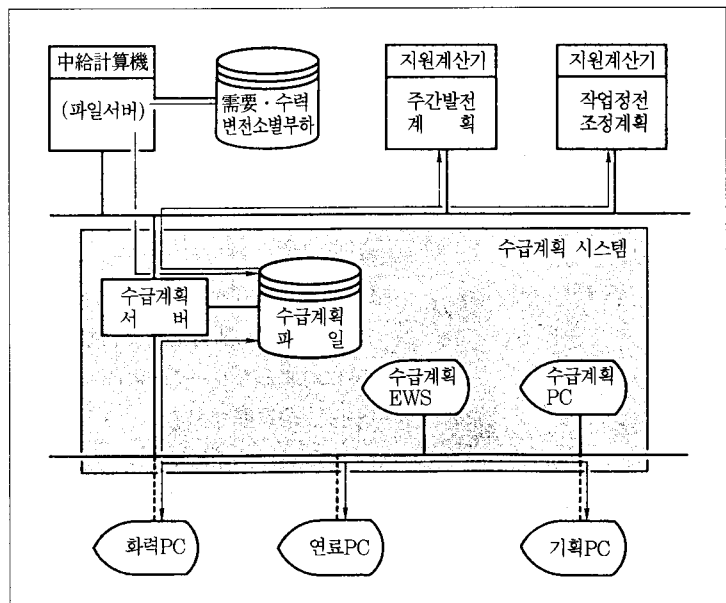 中給計算機
(파일서버)
需要·수력
변전소별부하
지원계산기
주간발전
계 획
지원계산기
작업정전
조정계획
수급계획 시스템
수급계획
서 버
수급계획
파 일
수급계획
EWS
수급계획
PC
화력PC
연료PC
기획PC